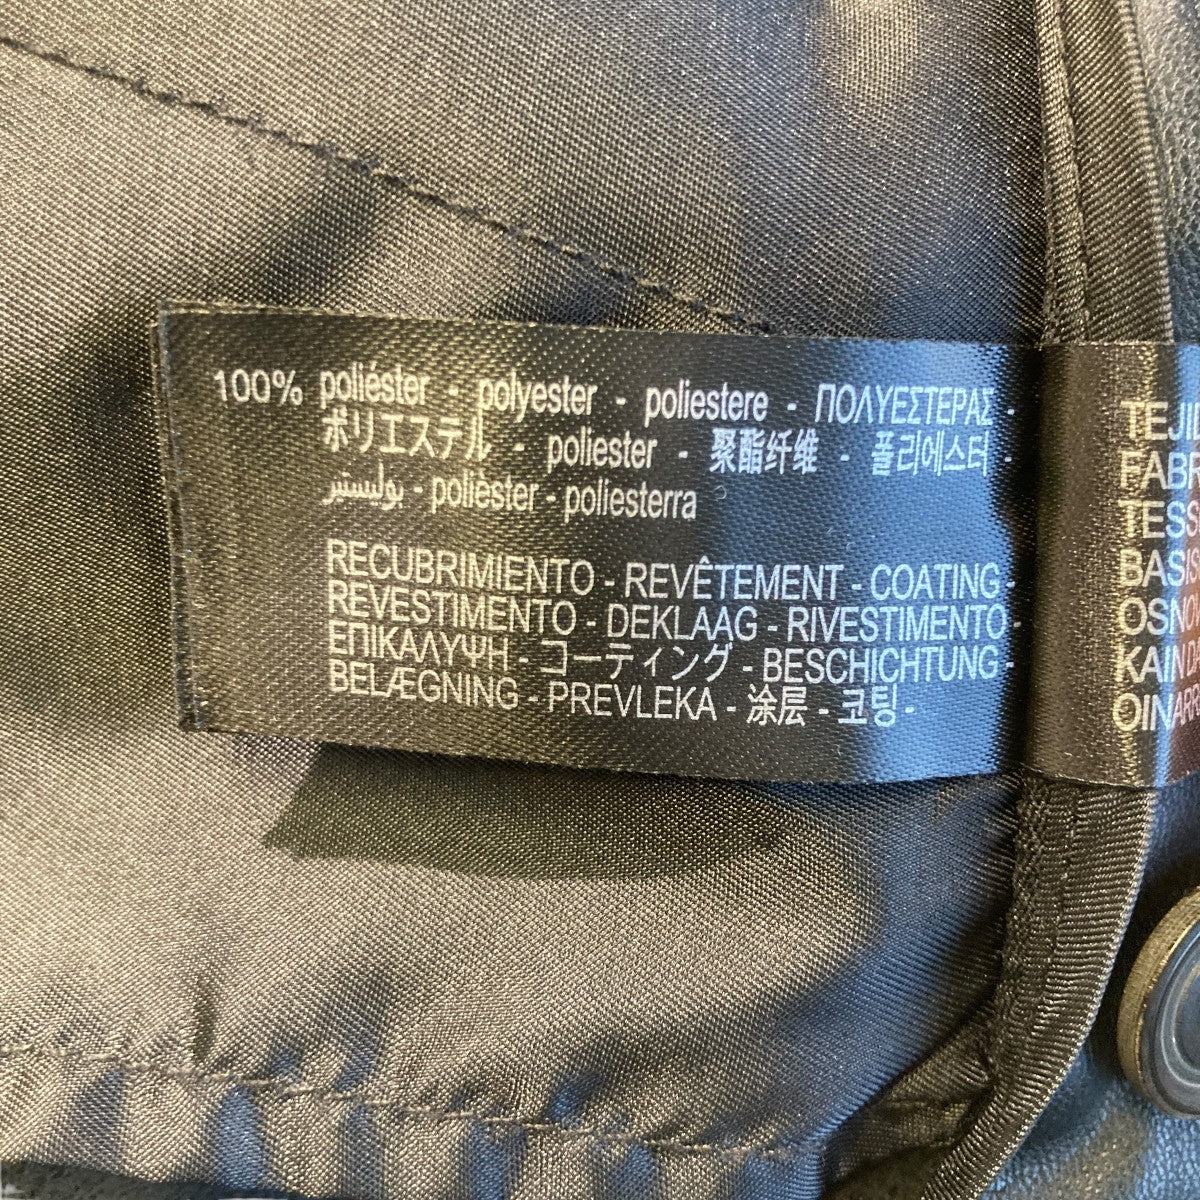 100% poliéster - polyester - poliestere - ΠΟΛΥΕΣΤΕΡΑΣ -
ポリエステル - poliester - 聚酯纤维 - 폴리에스터 -
بوليستير - poliėster - poliesterra
RECUBRIMIENTO - REVÊTEMENT - COATING -
REVESTIMENTO - DEKLAAG - RIVESTIMENTO -
ΕΠΙΚΑΛΥΨΗ - コーティング - BESCHICHTUNG -
BELÆGNING - PREVLEKA - 涂层 - 코팅 -